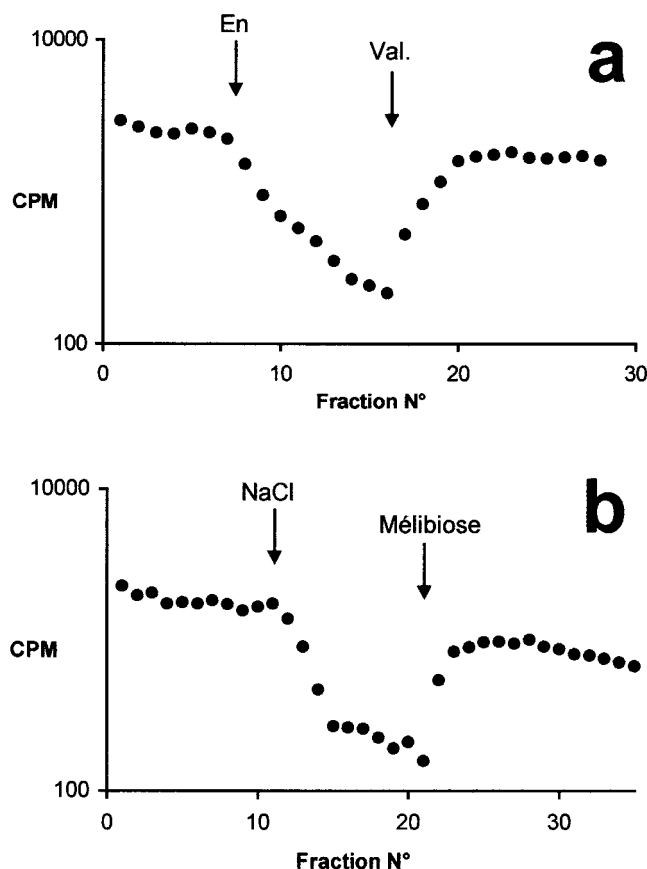 a
En
Val.
10000
CPM
100
0 10 20 30
Fraction N°
b
NaCl
Mélibiose
10000
CPM
100
0 10 20 30
Fraction N°